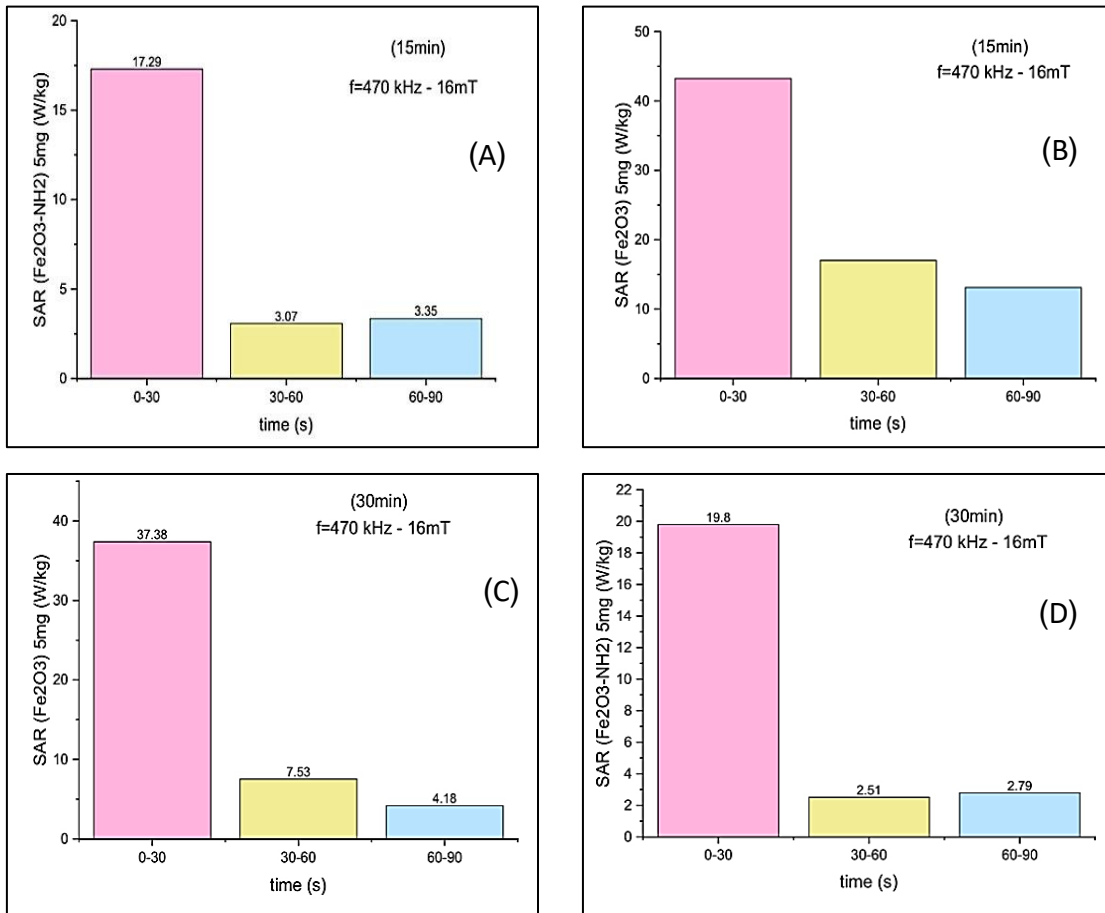 20
15
10
5
0
SAR (Fe2O3-NH2) 5mg (W/kg)
17.29
3.07
3.35
(15min)
f=470 kHz - 16mT
(A)
0-30
30-60
60-90
time (s)
50
40
30
20
10
0
SAR (Fe2O3) 5mg (W/kg)
(15min)
f=470 kHz - 16mT
(B)
0-30
30-60
60-90
time (s)
40
30
20
10
0
SAR (Fe2O3) 5mg (W/kg)
37.38
7.53
4.18
(30min)
f=470 kHz - 16mT
(C)
0-30
30-60
60-90
time (s)
22
20
18
16
14
12
10
8
6
4
2
0
SAR (Fe2O3-NH2) 5mg (W/kg)
19.8
2.51
2.79
(30min)
f=470 kHz - 16mT
(D)
0-30
30-60
60-90
time (s)